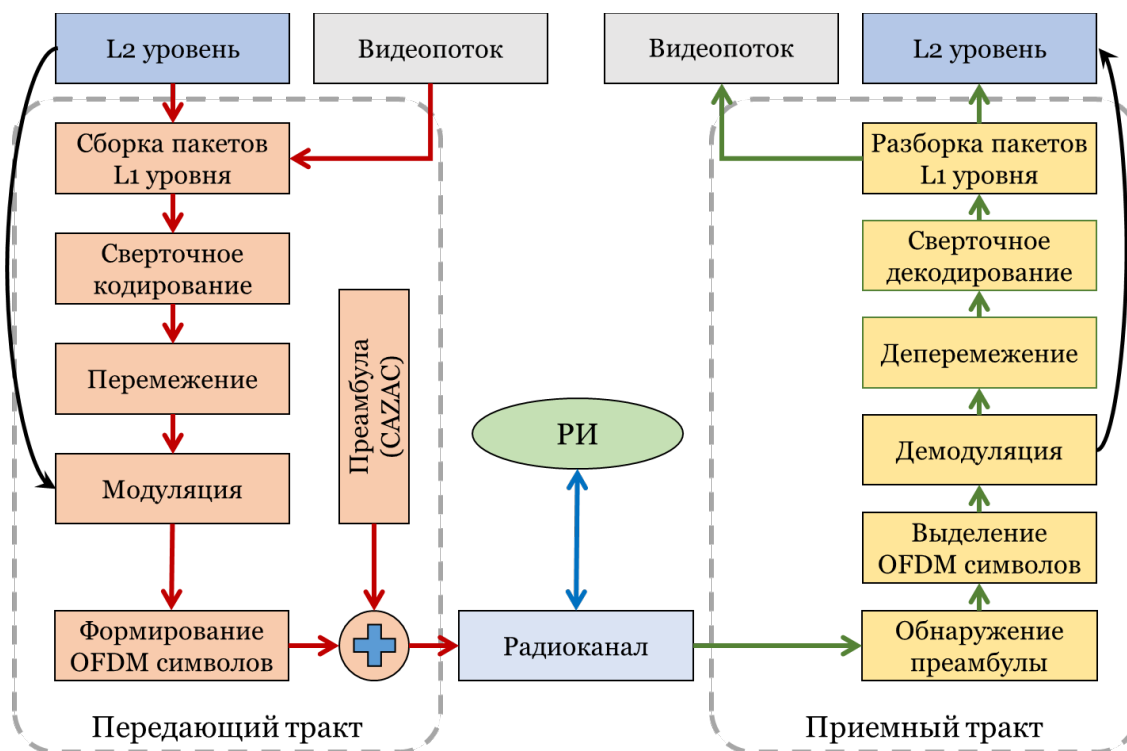 L2 уровень
Видеопоток
Видеопоток
L2 уровень
Сборка пакетов
L1 уровня
Сверточное
кодирование
Перемежение
Модуляция
Преамбула
(CAZAC)
Формирование
OFDM символов
Передающий тракт
РИ
Радиоканал
Разборка пакетов
L1 уровня
Сверточное
декодирование
Деперемежение
Демодуляция
Выделение
OFDM символов
Обнаружение
преамбулы
Приемный тракт